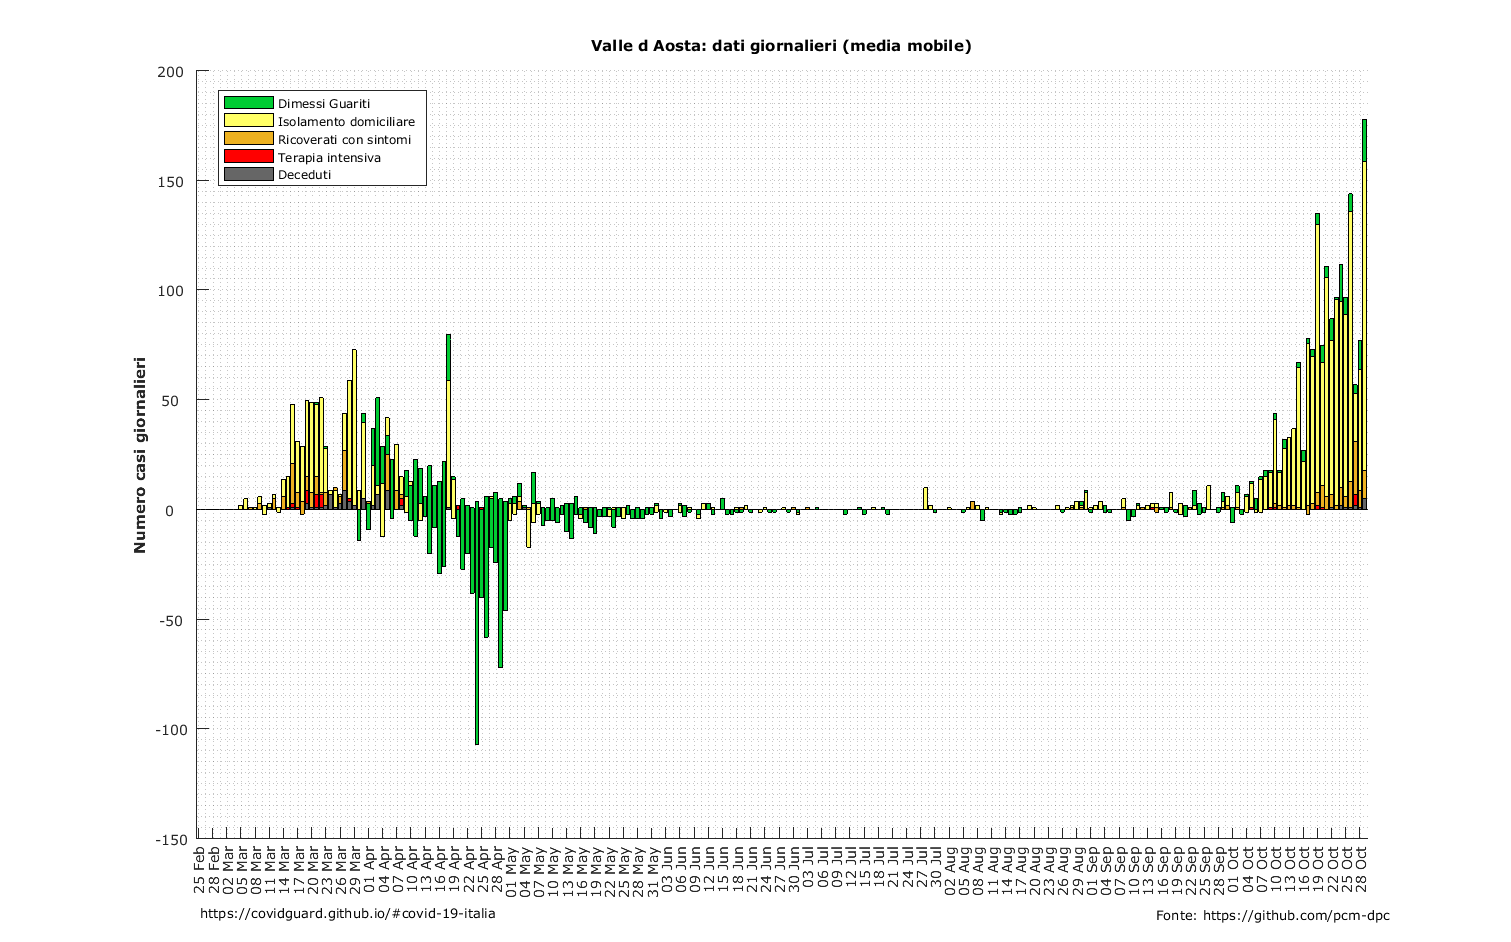 Valle d Aosta: dati giornalieri (media mobile)
Numero casi giornalieri
200
150
100
50
0
-50
-100
-150
Dimessi Guariti
Isolamento domiciliare
Ricoverati con sintomi
Terapia intensiva
Deceduti
25 Feb
28 Feb
02 Mar
05 Mar
08 Mar
11 Mar
14 Mar
17 Mar
20 Mar
23 Mar
26 Mar
29 Mar
01 Apr
04 Apr
07 Apr
10 Apr
13 Apr
16 Apr
19 Apr
22 Apr
25 Apr
28 Apr
01 May
04 May
07 May
10 May
13 May
16 May
19 May
22 May
25 May
28 May
31 May
03 Jun
06 Jun
09 Jun
12 Jun
15 Jun
18 Jun
21 Jun
24 Jun
27 Jun
30 Jun
03 Jul
06 Jul
09 Jul
12 Jul
15 Jul
18 Jul
21 Jul
24 Jul
27 Jul
30 Jul
02 Aug
05 Aug
08 Aug
11 Aug
14 Aug
17 Aug
20 Aug
23 Aug
26 Aug
29 Aug
01 Sep
04 Sep
07 Sep
10 Sep
13 Sep
16 Sep
19 Sep
22 Sep
25 Sep
28 Sep
01 Oct
04 Oct
07 Oct
10 Oct
13 Oct
16 Oct
19 Oct
22 Oct
25 Oct
28 Oct
https://covidguard.github.io/#covid-19-italia
Fonte: https://github.com/pcm-dpc